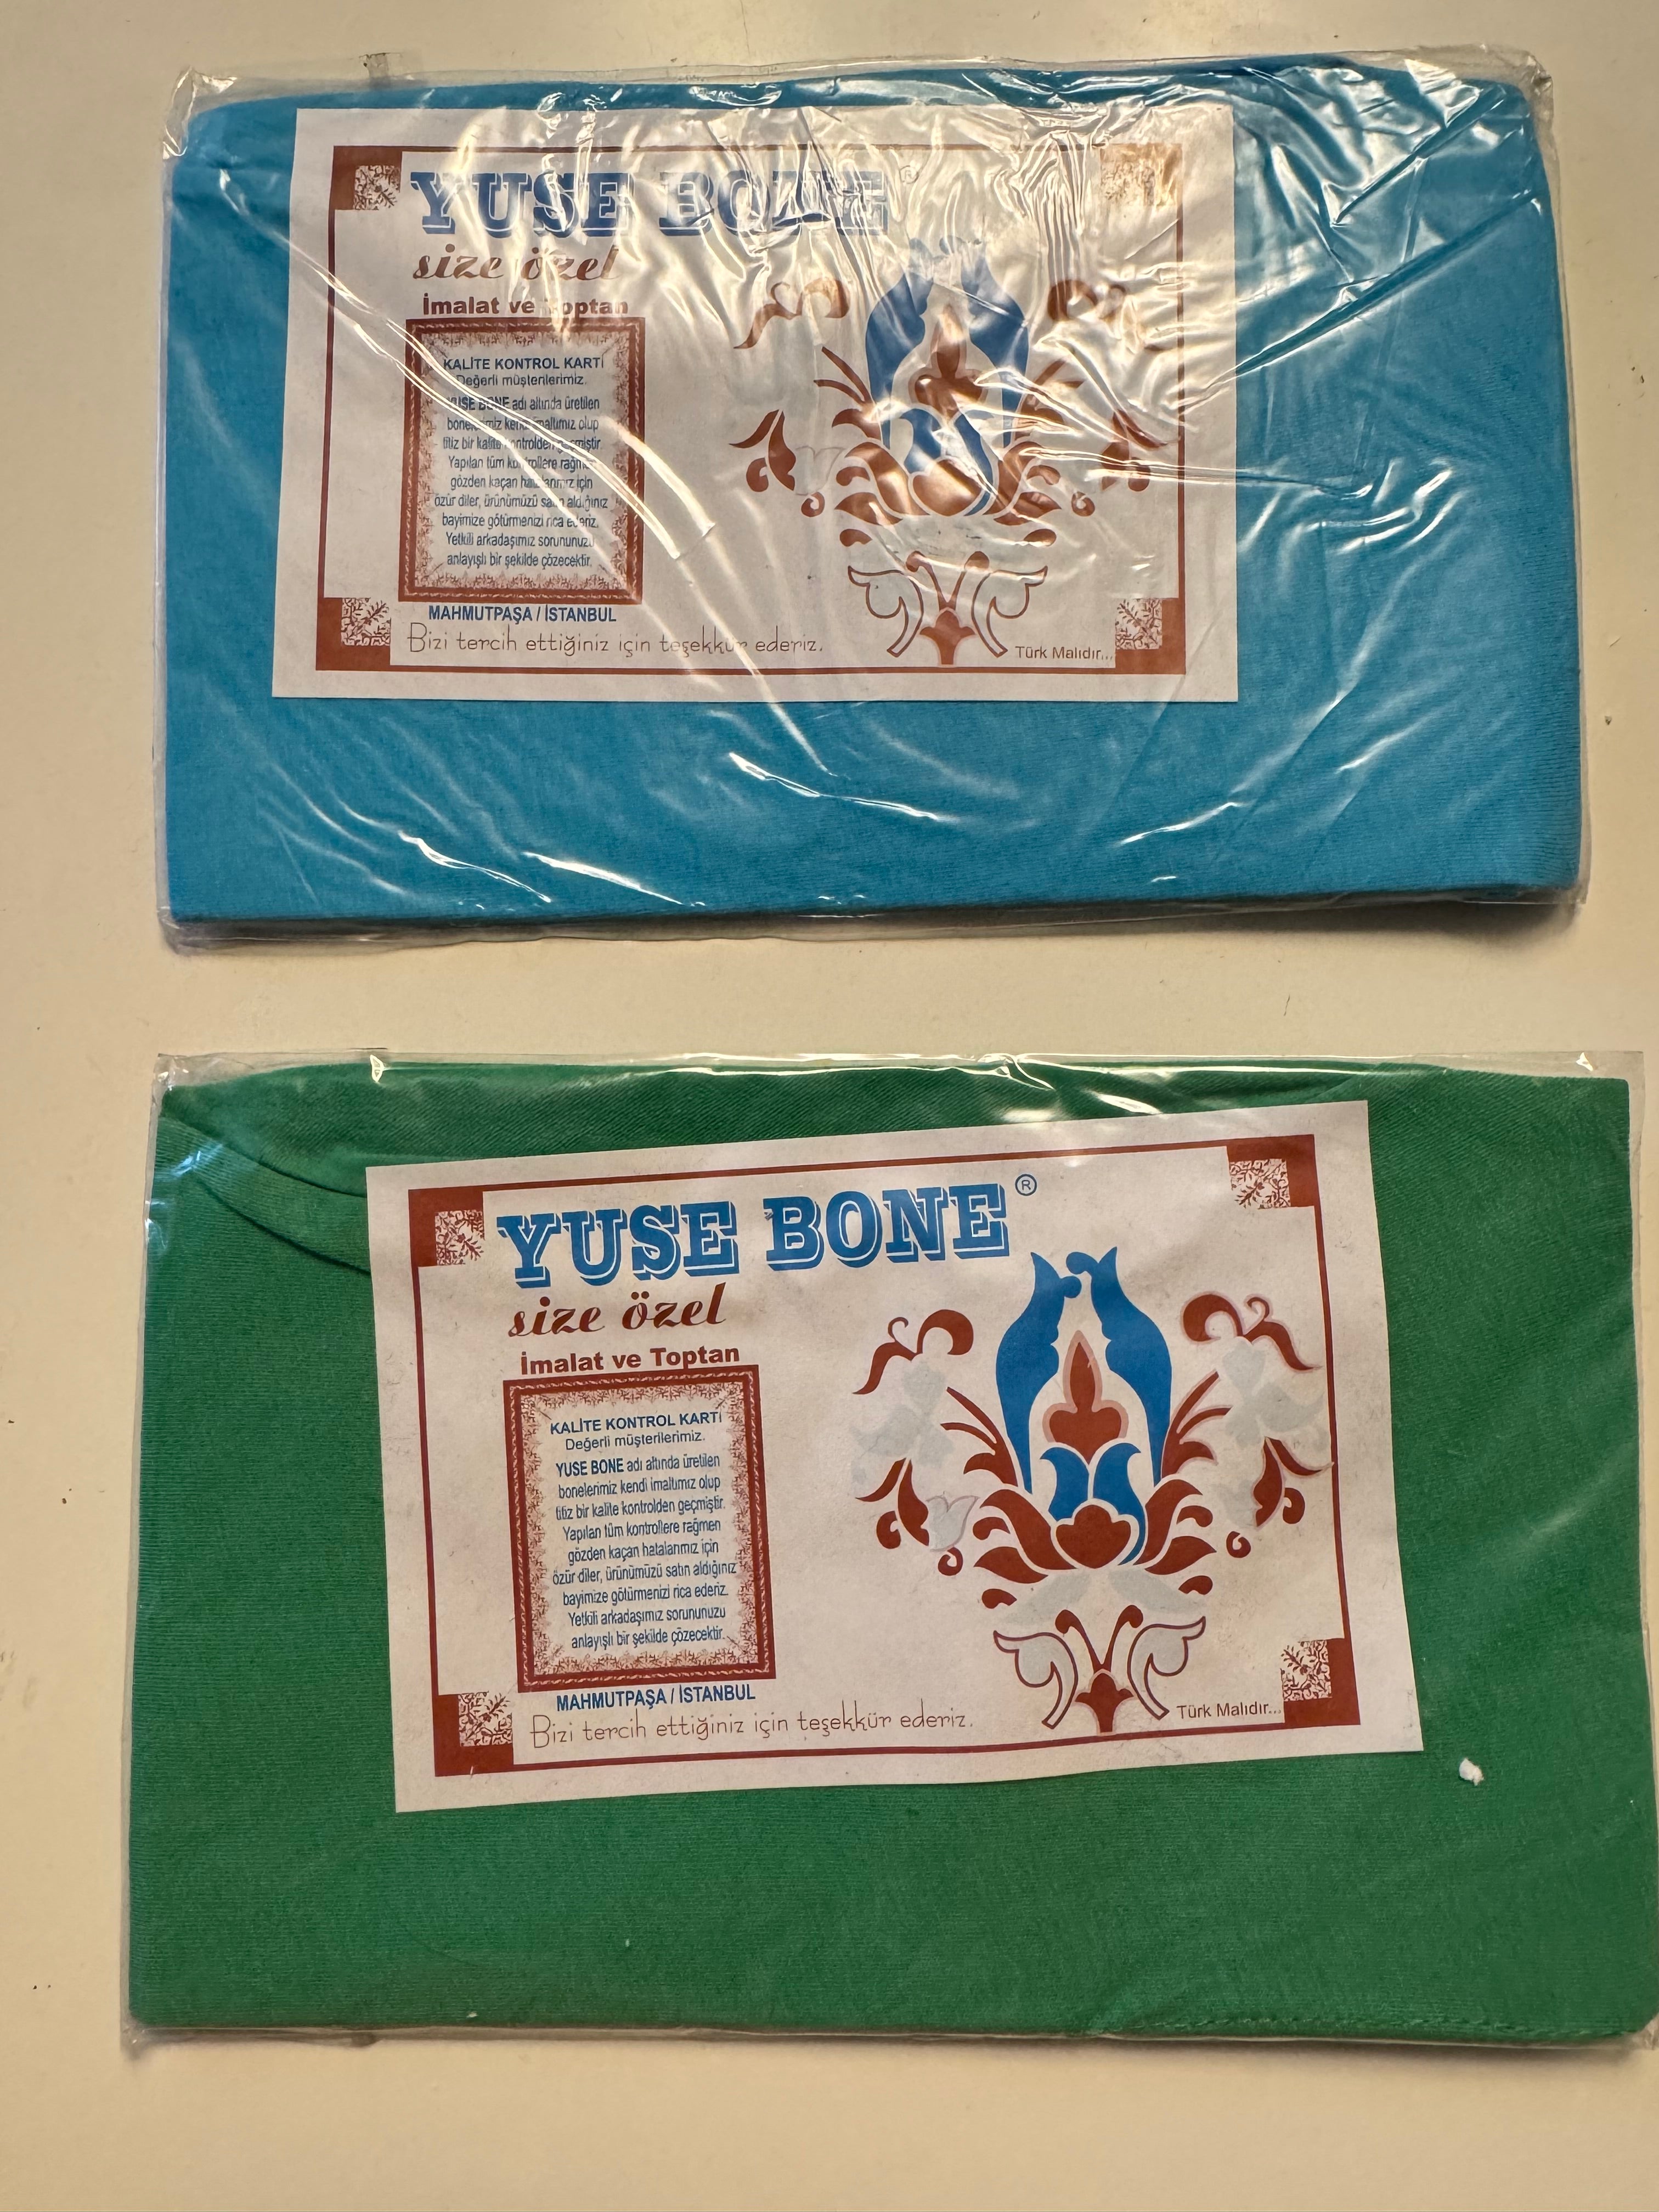 YUSE BONE ®
size özel
İmalat ve Toptan
KALİTE KONTROL KARTI
Değerli müşterilerimiz.
YUSE BONE adı altında üretilen
bonelerimiz kendi imaltımız olup
titiz bir kalite kontrolden geçmiştir.
Yapılan tüm kontrollere rağmen
gözden kaçan hatalarımız için
özür diler, ürünümüzü satın aldığınız
bayimize götürmenizi rica ederiz.
Yetkili arkadaşımız sorununuzu
anlayışlı bir şekilde çözecektir.
MAHMUTPAŞA / İSTANBUL
Bizi tercih ettiğiniz için teşekkür ederiz.
Türk Malıdır...
YUSE BONE ®
size özel
İmalat ve Toptan
KALİTE KONTROL KARTI
Değerli müşterilerimiz.
YUSE BONE adı altında üretilen
bonelerimiz kendi imaltımız olup
titiz bir kalite kontrolden geçmiştir.
Yapılan tüm kontrollere rağmen
gözden kaçan hatalarımız için
özür diler, ürünümüzü satın aldığınız
bayimize götürmenizi rica ederiz.
Yetkili arkadaşımız sorununuzu
anlayışlı bir şekilde çözecektir.
MAHMUTPAŞA / İSTANBUL
Bizi tercih ettiğiniz için teşekkür ederiz.
Türk Malıdır...